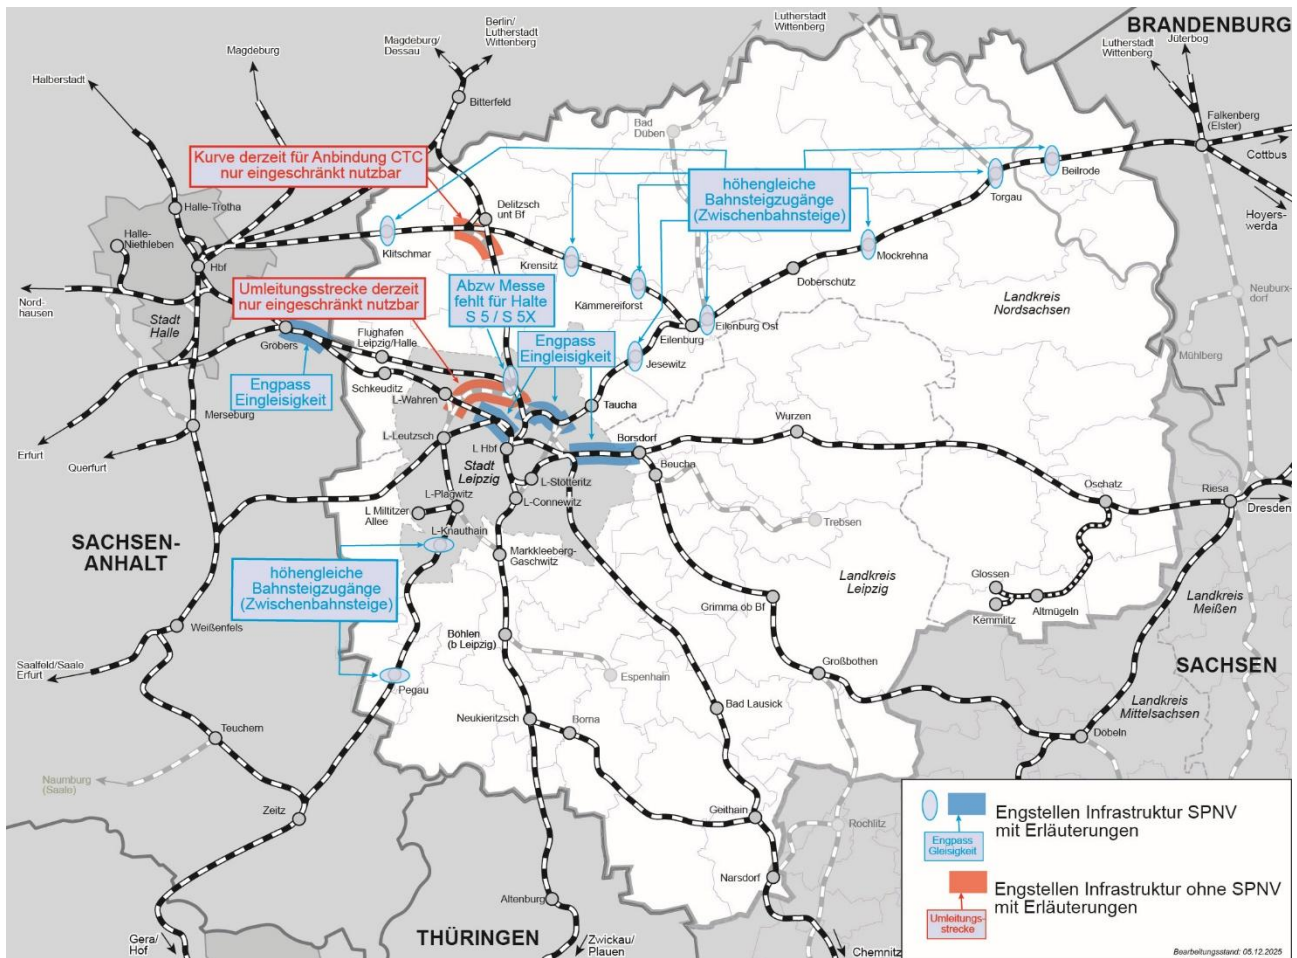 BRANDENBURG
Lutherstadt
Wittenberg
Berlin/
Lutherstadt
Wittenberg
Magdeburg/
Dessau
Magdeburg
Halberstadt
Lutherstadt
Wittenberg
Jüterbog
Bitterfeld
Bad
Düben
Falkenberg
(Elster)
Cottbus
Hoyers-
werda
Kurve derzeit für Anbindung CTC
nur eingeschränkt nutzbar
höhengleiche
Bahnsteigzugänge
(Zwischenbahnsteige)
Beilrode
Torgau
Halle-Trotha
Halle-
Niethleben
Hbf
Delitzsch
unt Bf
Klitschmar
Krensitz
Mockrehna
Doberschütz
Kämmereiforst
Umleitungsstrecke derzeit
nur eingeschränkt nutzbar
Abzw Messe
fehlt für Halte
S 5 / S 5X
Nord-
hausen
Stadt
Halle
Landkreis
Nordsachsen
Neuburx-
dorf
Mühlberg
Gröbers
Flughafen
Leipzig/Halle
Engpass
Eingleisigkeit
Eilenburg Ost
Eilenburg
Jesewitz
Engpass
Eingleisigkeit
Schkeuditz
L-Wahren
Taucha
Merseburg
Wurzen
L-Leutzsch
L Hbf
Borsdorf
Beucha
Erfurt
Querfurt
Stadt
Leipzig
L-Stötteritz
L-Plagwitz
L-Connewitz
L Miltitzer
Allee
L-Knauthain
Oschatz
Riesa
Dresden
Trebsen
SACHSEN-
ANHALT
Markkleeberg-
Gaschwitz
höhengleiche
Bahnsteigzugänge
(Zwischenbahnsteige)
Landkreis
Leipzig
Glossen
Kemmlitz
Altmügeln
Landkreis
Meißen
Grimma ob Bf
Weißenfels
Böhlen
(b Leipzig)
Saalfeld/Saale
Erfurt
Großbothen
SACHSEN
Espenhain
Pegau
Landkreis
Mittelsachsen
Bad Lausick
Neukieritzsch
Borna
Teuchern
Döbeln
Naumburg
(Saale)
Zeitz
Geithain
Rochlitz
Narsdorf
Altenburg
Gera/
Hof
THÜRINGEN
Zwickau/
Plauen
Chemnitz
Engpass
Gleisigkeit
Engstellen Infrastruktur SPNV
mit Erläuterungen
Umleitungs-
strecke
Engstellen Infrastruktur ohne SPNV
mit Erläuterungen
Bearbeitungsstand: 05.12.2025